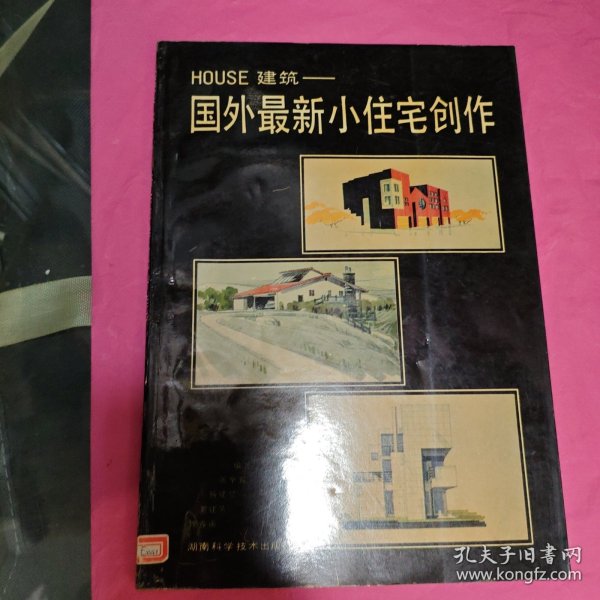 HOUSE 建筑——
国外最新小住宅创作
湖南科学技术出版
孔夫子旧书网
www.kongfz.com